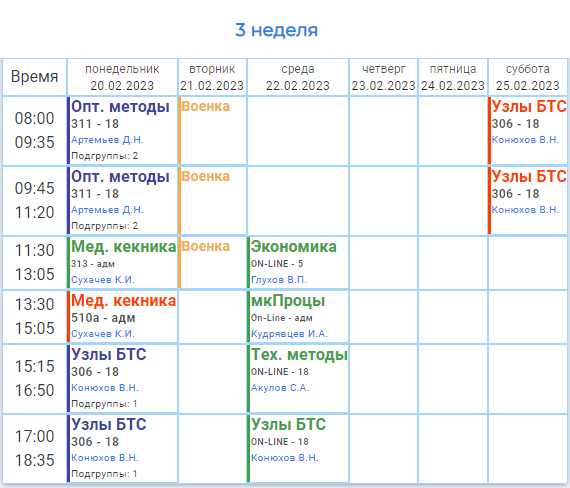 3 неделя
Время
понедельник
20.02.2023
вторник
21.02.2023
среда
22.02.2023
четверг
23.02.2023
пятница
24.02.2023
суббота
25.02.2023
08:00
09:35
Опт. методы
311 - 18
Артемьев Д.Н.
Подгруппы: 2
Военка
Узлы БТС
306 - 18
Конюхов В.Н.
09:45
11:20
Опт. методы
311 - 18
Артемьев Д.Н.
Подгруппы: 2
Военка
Узлы БТС
306 - 18
Конюхов В.Н.
11:30
13:05
Мед. кекника
313 - адм
Сухачев К.И.
Военка
Экономика
ON-LINE - 5
Глухов В.П.
13:30
15:05
Мед. кекника
510а - адм
Сухачев К.И.
мкПроцы
On-Line - адм
Кудрявцев И.А.
15:15
16:50
Узлы БТС
306 - 18
Конюхов В.Н.
Подгруппы: 1
Тех. методы
ON-LINE - 18
Акулов С.А.
17:00
18:35
Узлы БТС
306 - 18
Конюхов В.Н.
Подгруппы: 1
Узлы БТС
ON-LINE - 18
Конюхов В.Н.